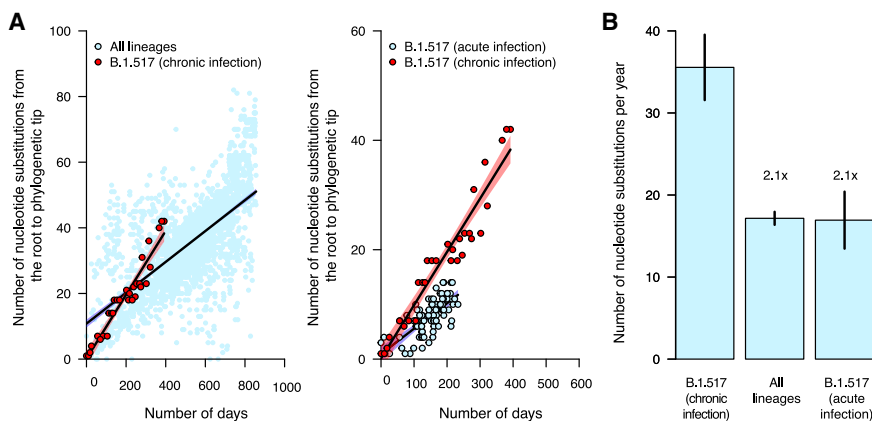 A
Number of nucleotide substitutions from
the root to phylogenetic tip
100
80
60
40
20
0
All lineages
B.1.517 (chronic infection)
0 200 400 600 800 1000
Number of days
Number of nucleotide substitutions from
the root to phylogenetic tip
60
40
20
0
B.1.517 (acute infection)
B.1.517 (chronic infection)
0 100 200 300 400 500 600
Number of days
B
Number of nucleotide substitutions per year
40
30
20
10
0
2.1x
2.1x
B.1.517
(chronic
infection)
All
lineages
B.1.517
(acute
infection)